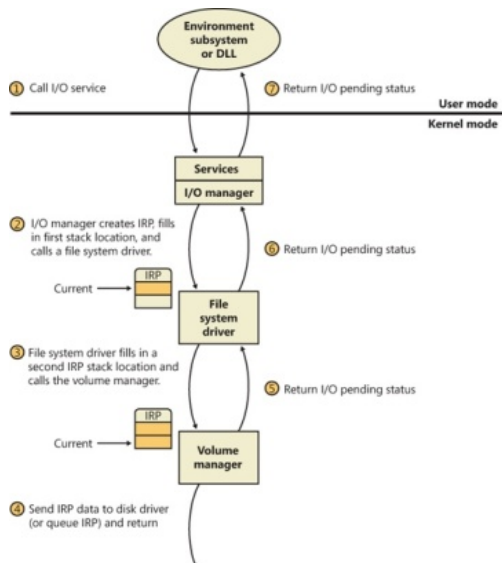 Environment
subsystem
or DLL
1 Call I/O service
7 Return I/O pending status
User mode
Kernel mode
Services
I/O manager
2 I/O manager creates IRP, fills
in first stack location, and
calls a file system driver.
6 Return I/O pending status
IRP
Current
File
system
driver
3 File system driver fills in a
second IRP stack location and
calls the volume manager.
5 Return I/O pending status
IRP
Current
Volume
manager
4 Send IRP data to disk driver
(or queue IRP) and return